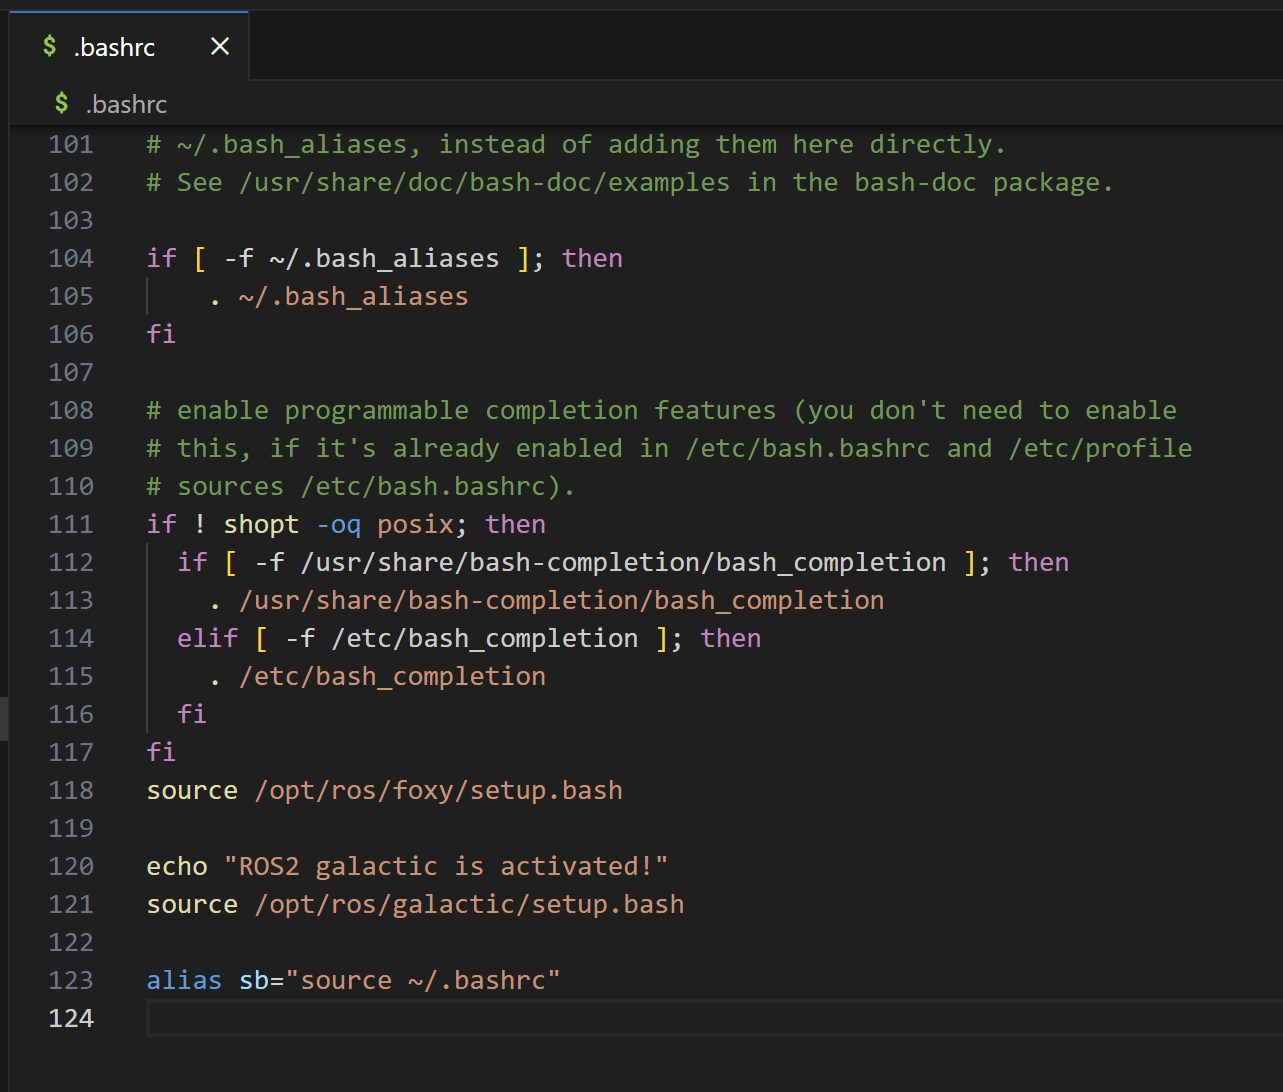 $ .bashrc ×
$ .bashrc
101 # ~/.bash_aliases, instead of adding them here directly.
102 # See /usr/share/doc/bash-doc/examples in the bash-doc package.
103
104 if [ -f ~/.bash_aliases ]; then
105     . ~/.bash_aliases
106 fi
107
108 # enable programmable completion features (you don't need to enable
109 # this, if it's already enabled in /etc/bash.bashrc and /etc/profile
110 # sources /etc/bash.bashrc).
111 if ! shopt -oq posix; then
112   if [ -f /usr/share/bash-completion/bash_completion ]; then
113     . /usr/share/bash-completion/bash_completion
114   elif [ -f /etc/bash_completion ]; then
115     . /etc/bash_completion
116   fi
117 fi
118 source /opt/ros/foxy/setup.bash
119
120 echo "ROS2 galactic is activated!"
121 source /opt/ros/galactic/setup.bash
122
123 alias sb="source ~/.bashrc"
124